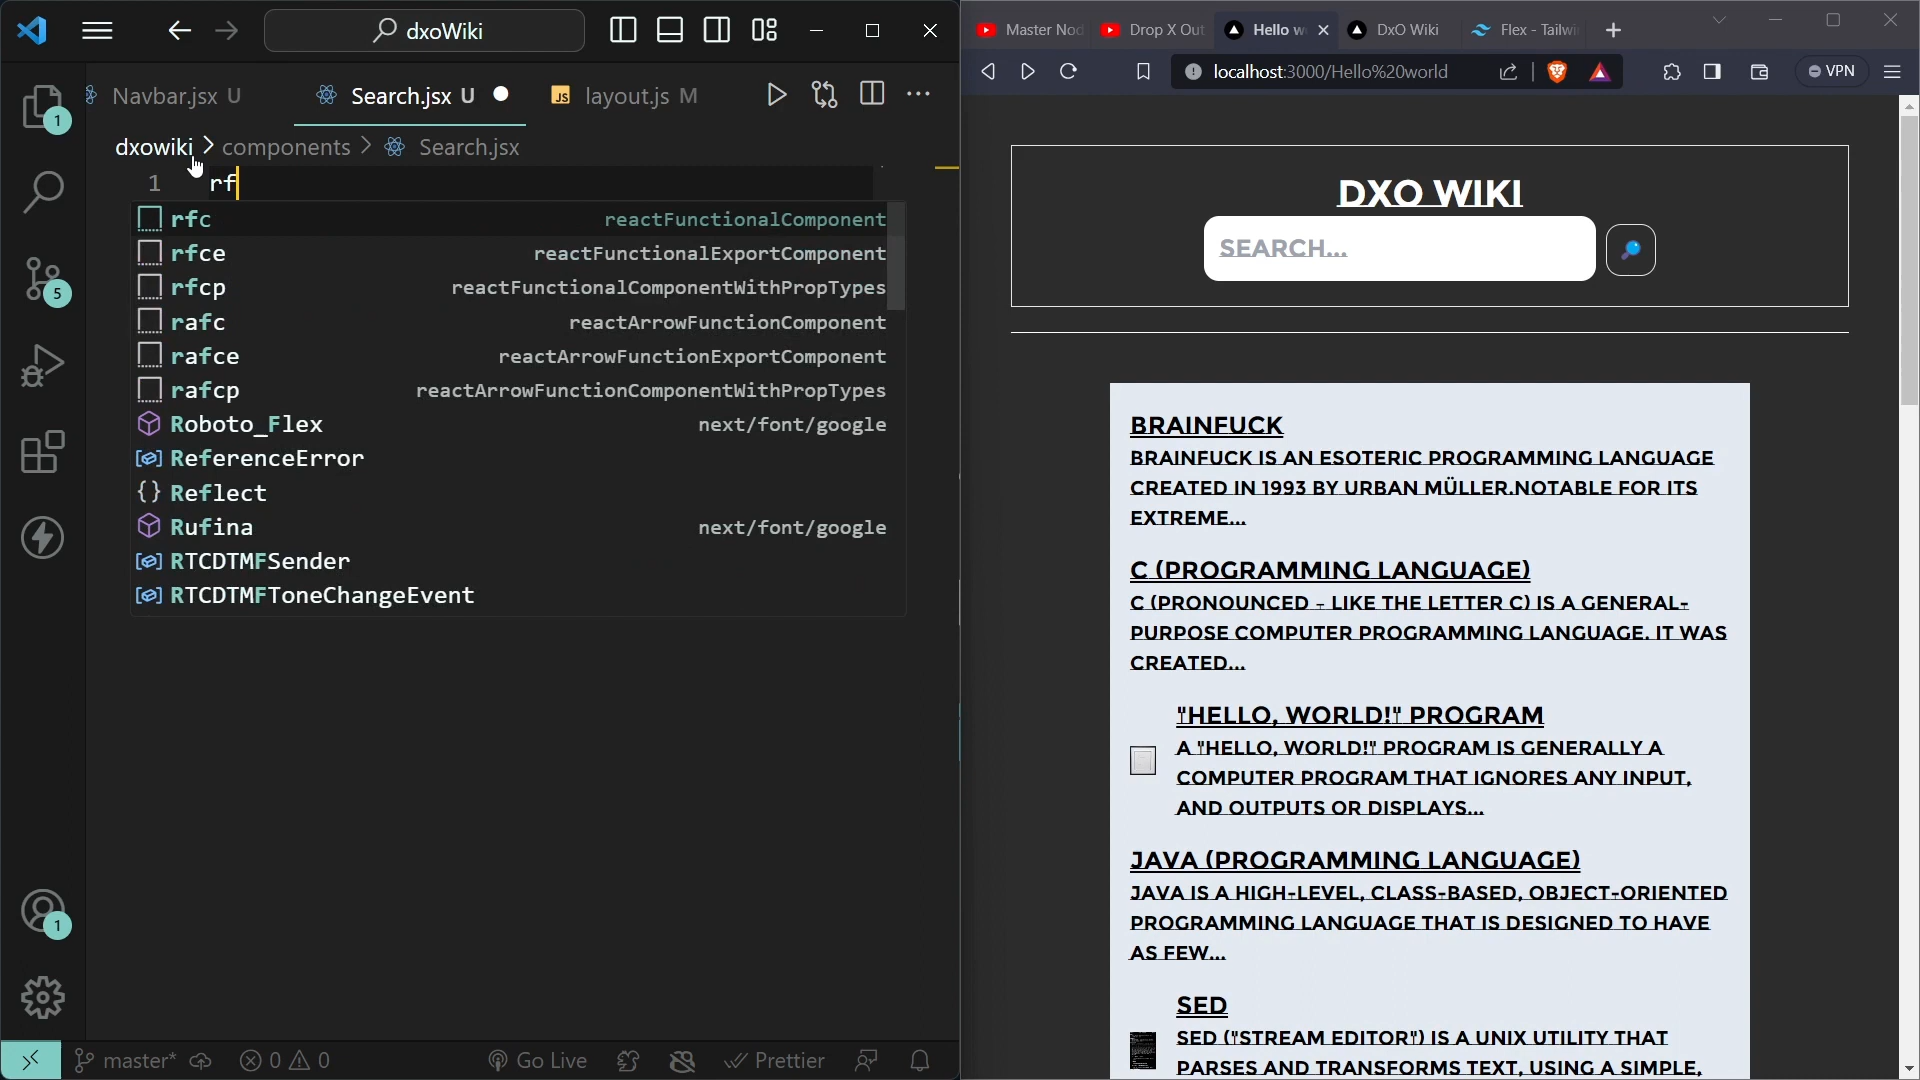 dxoWiki
Navbar.jsx U
Search.jsx U
layout.js M
dxowiki > components > Search.jsx
1 rf
rfc reactFunctionalComponent
rfce reactFunctionalExportComponent
rfcp reactFunctionalComponentWithPropTypes
rafc reactArrowFunctionComponent
rafce reactArrowFunctionExportComponent
rafcp reactArrowFunctionComponentWithPropTypes
Roboto_Flex next/font/google
ReferenceError
Reflect
Rufina next/font/google
RTCDTMFSender
RTCDTMFToneChangeEvent
1
5
1
master* 0 0 Go Live Prettier
Master Nod Drop X Out Hello w DxO Wiki Flex - Tailwi
localhost:3000/Hello%20world VPN
DXO WIKI
SEARCH...
BRAINFUCK
BRAINFUCK IS AN ESOTERIC PROGRAMMING LANGUAGE
CREATED IN 1993 BY URBAN MÜLLER.NOTABLE FOR ITS
EXTREME...
C (PROGRAMMING LANGUAGE)
C (PRONOUNCED – LIKE THE LETTER C) IS A GENERAL-
PURPOSE COMPUTER PROGRAMMING LANGUAGE. IT WAS
CREATED...
"HELLO, WORLD!" PROGRAM
A "HELLO, WORLD!" PROGRAM IS GENERALLY A
COMPUTER PROGRAM THAT IGNORES ANY INPUT,
AND OUTPUTS OR DISPLAYS...
JAVA (PROGRAMMING LANGUAGE)
JAVA IS A HIGH-LEVEL, CLASS-BASED, OBJECT-ORIENTED
PROGRAMMING LANGUAGE THAT IS DESIGNED TO HAVE
AS FEW...
SED
SED ("STREAM EDITOR") IS A UNIX UTILITY THAT
PARSES AND TRANSFORMS TEXT, USING A SIMPLE,